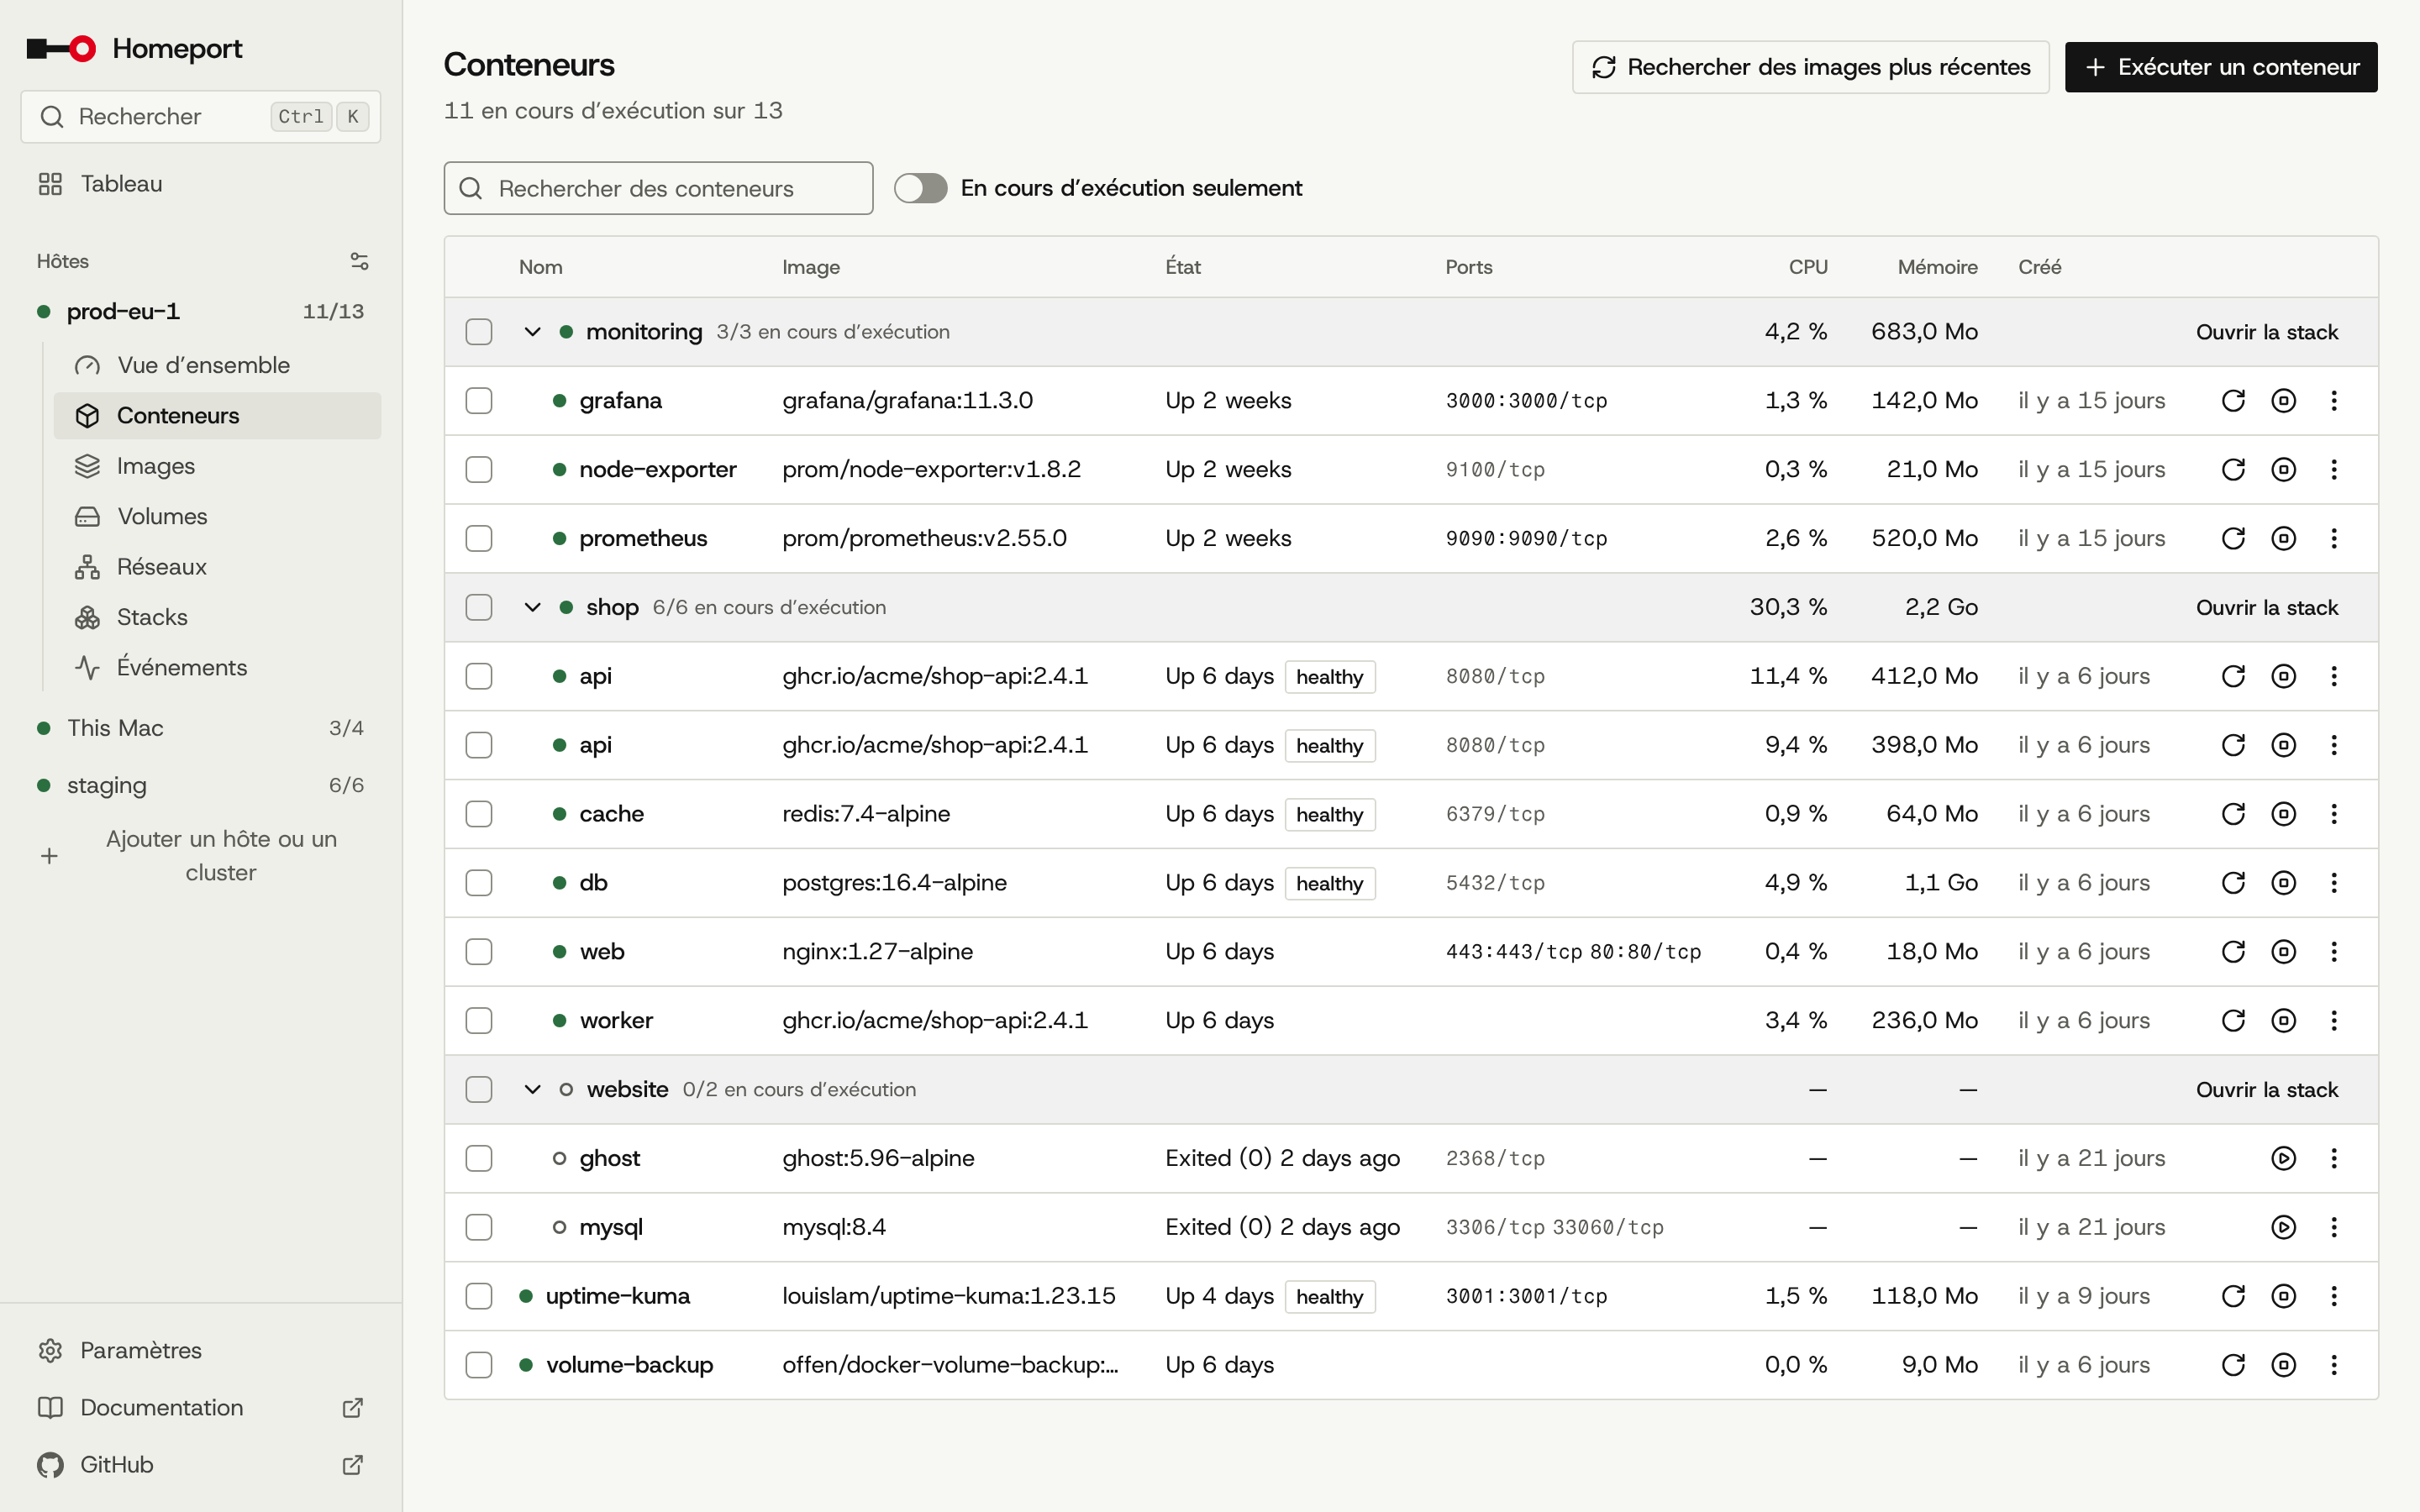 Homeport
Rechercher Ctrl K
Tableau
Hôtes
prod-eu-1 11/13
Vue d’ensemble
Conteneurs
Images
Volumes
Réseaux
Stacks
Événements
This Mac 3/4
staging 6/6
Ajouter un hôte ou un
cluster
Paramètres
Documentation
GitHub
Conteneurs
11 en cours d’exécution sur 13
Rechercher des images plus récentes
Exécuter un conteneur
Rechercher des conteneurs
En cours d’exécution seulement
Nom Image État Ports CPU Mémoire Créé
monitoring 3/3 en cours d’exécution 4,2 % 683,0 Mo Ouvrir la stack
grafana grafana/grafana:11.3.0 Up 2 weeks 3000:3000/tcp 1,3 % 142,0 Mo il y a 15 jours
node-exporter prom/node-exporter:v1.8.2 Up 2 weeks 9100/tcp 0,3 % 21,0 Mo il y a 15 jours
prometheus prom/prometheus:v2.55.0 Up 2 weeks 9090:9090/tcp 2,6 % 520,0 Mo il y a 15 jours
shop 6/6 en cours d’exécution 30,3 % 2,2 Go Ouvrir la stack
api ghcr.io/acme/shop-api:2.4.1 Up 6 days healthy 8080/tcp 11,4 % 412,0 Mo il y a 6 jours
api ghcr.io/acme/shop-api:2.4.1 Up 6 days healthy 8080/tcp 9,4 % 398,0 Mo il y a 6 jours
cache redis:7.4-alpine Up 6 days healthy 6379/tcp 0,9 % 64,0 Mo il y a 6 jours
db postgres:16.4-alpine Up 6 days healthy 5432/tcp 4,9 % 1,1 Go il y a 6 jours
web nginx:1.27-alpine Up 6 days 443:443/tcp 80:80/tcp 0,4 % 18,0 Mo il y a 6 jours
worker ghcr.io/acme/shop-api:2.4.1 Up 6 days 3,4 % 236,0 Mo il y a 6 jours
website 0/2 en cours d’exécution — — Ouvrir la stack
ghost ghost:5.96-alpine Exited (0) 2 days ago 2368/tcp — — il y a 21 jours
mysql mysql:8.4 Exited (0) 2 days ago 3306/tcp 33060/tcp — — il y a 21 jours
uptime-kuma louislam/uptime-kuma:1.23.15 Up 4 days healthy 3001:3001/tcp 1,5 % 118,0 Mo il y a 9 jours
volume-backup offen/docker-volume-backup:… Up 6 days 0,0 % 9,0 Mo il y a 6 jours